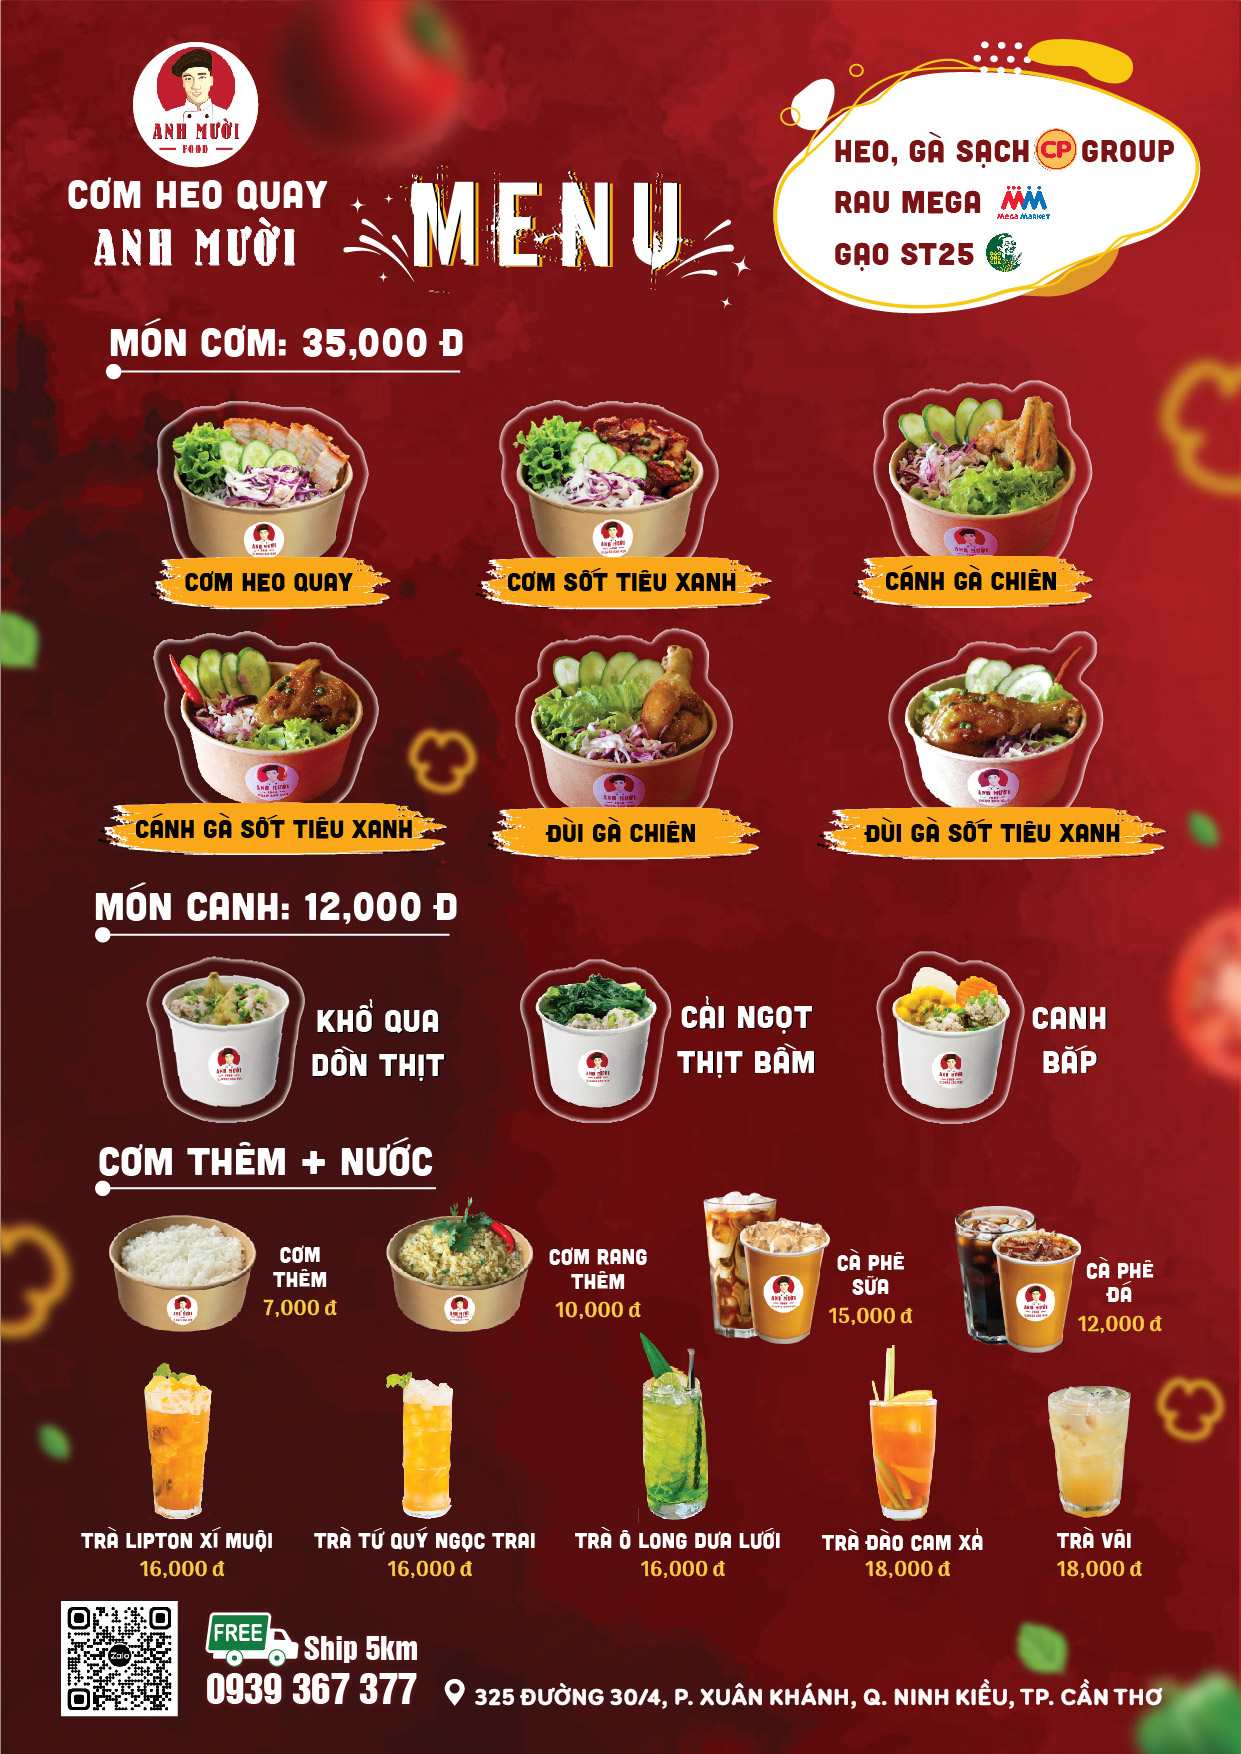 ANH MƯỜI
FOOD
CƠM HEO QUAY
ANH MƯỜI
MENU
HEO, GÀ SẠCH CP GROUP
RAU MEGA MM Mega Market
GẠO ST25
MÓN CƠM: 35,000 Đ
CƠM HEO QUAY
CƠM SỐT TIÊU XANH
CÁNH GÀ CHIÊN
CÁNH GÀ SỐT TIÊU XANH
ĐÙI GÀ CHIÊN
ĐÙI GÀ SỐT TIÊU XANH
MÓN CANH: 12,000 Đ
KHỔ QUA
DỒN THỊT
CẢI NGỌT
THỊT BẦM
CANH
BẮP
CƠM THÊM + NƯỚC
CƠM
THÊM
7,000 đ
CƠM RANG
THÊM
10,000 đ
CÀ PHÊ
SỮA
15,000 đ
CÀ PHÊ
ĐÁ
12,000 đ
TRÀ LIPTON XÍ MUỘI
16,000 đ
TRÀ TỨ QUÝ NGỌC TRAI
16,000 đ
TRÀ Ô LONG DƯA LƯỚI
16,000 đ
TRÀ ĐÀO CAM XẢ
18,000 đ
TRÀ VẢI
18,000 đ
Zalo
FREE
Ship 5km
0939 367 377
325 ĐƯỜNG 30/4, P. XUÂN KHÁNH, Q. NINH KIỀU, TP. CẦN THƠ